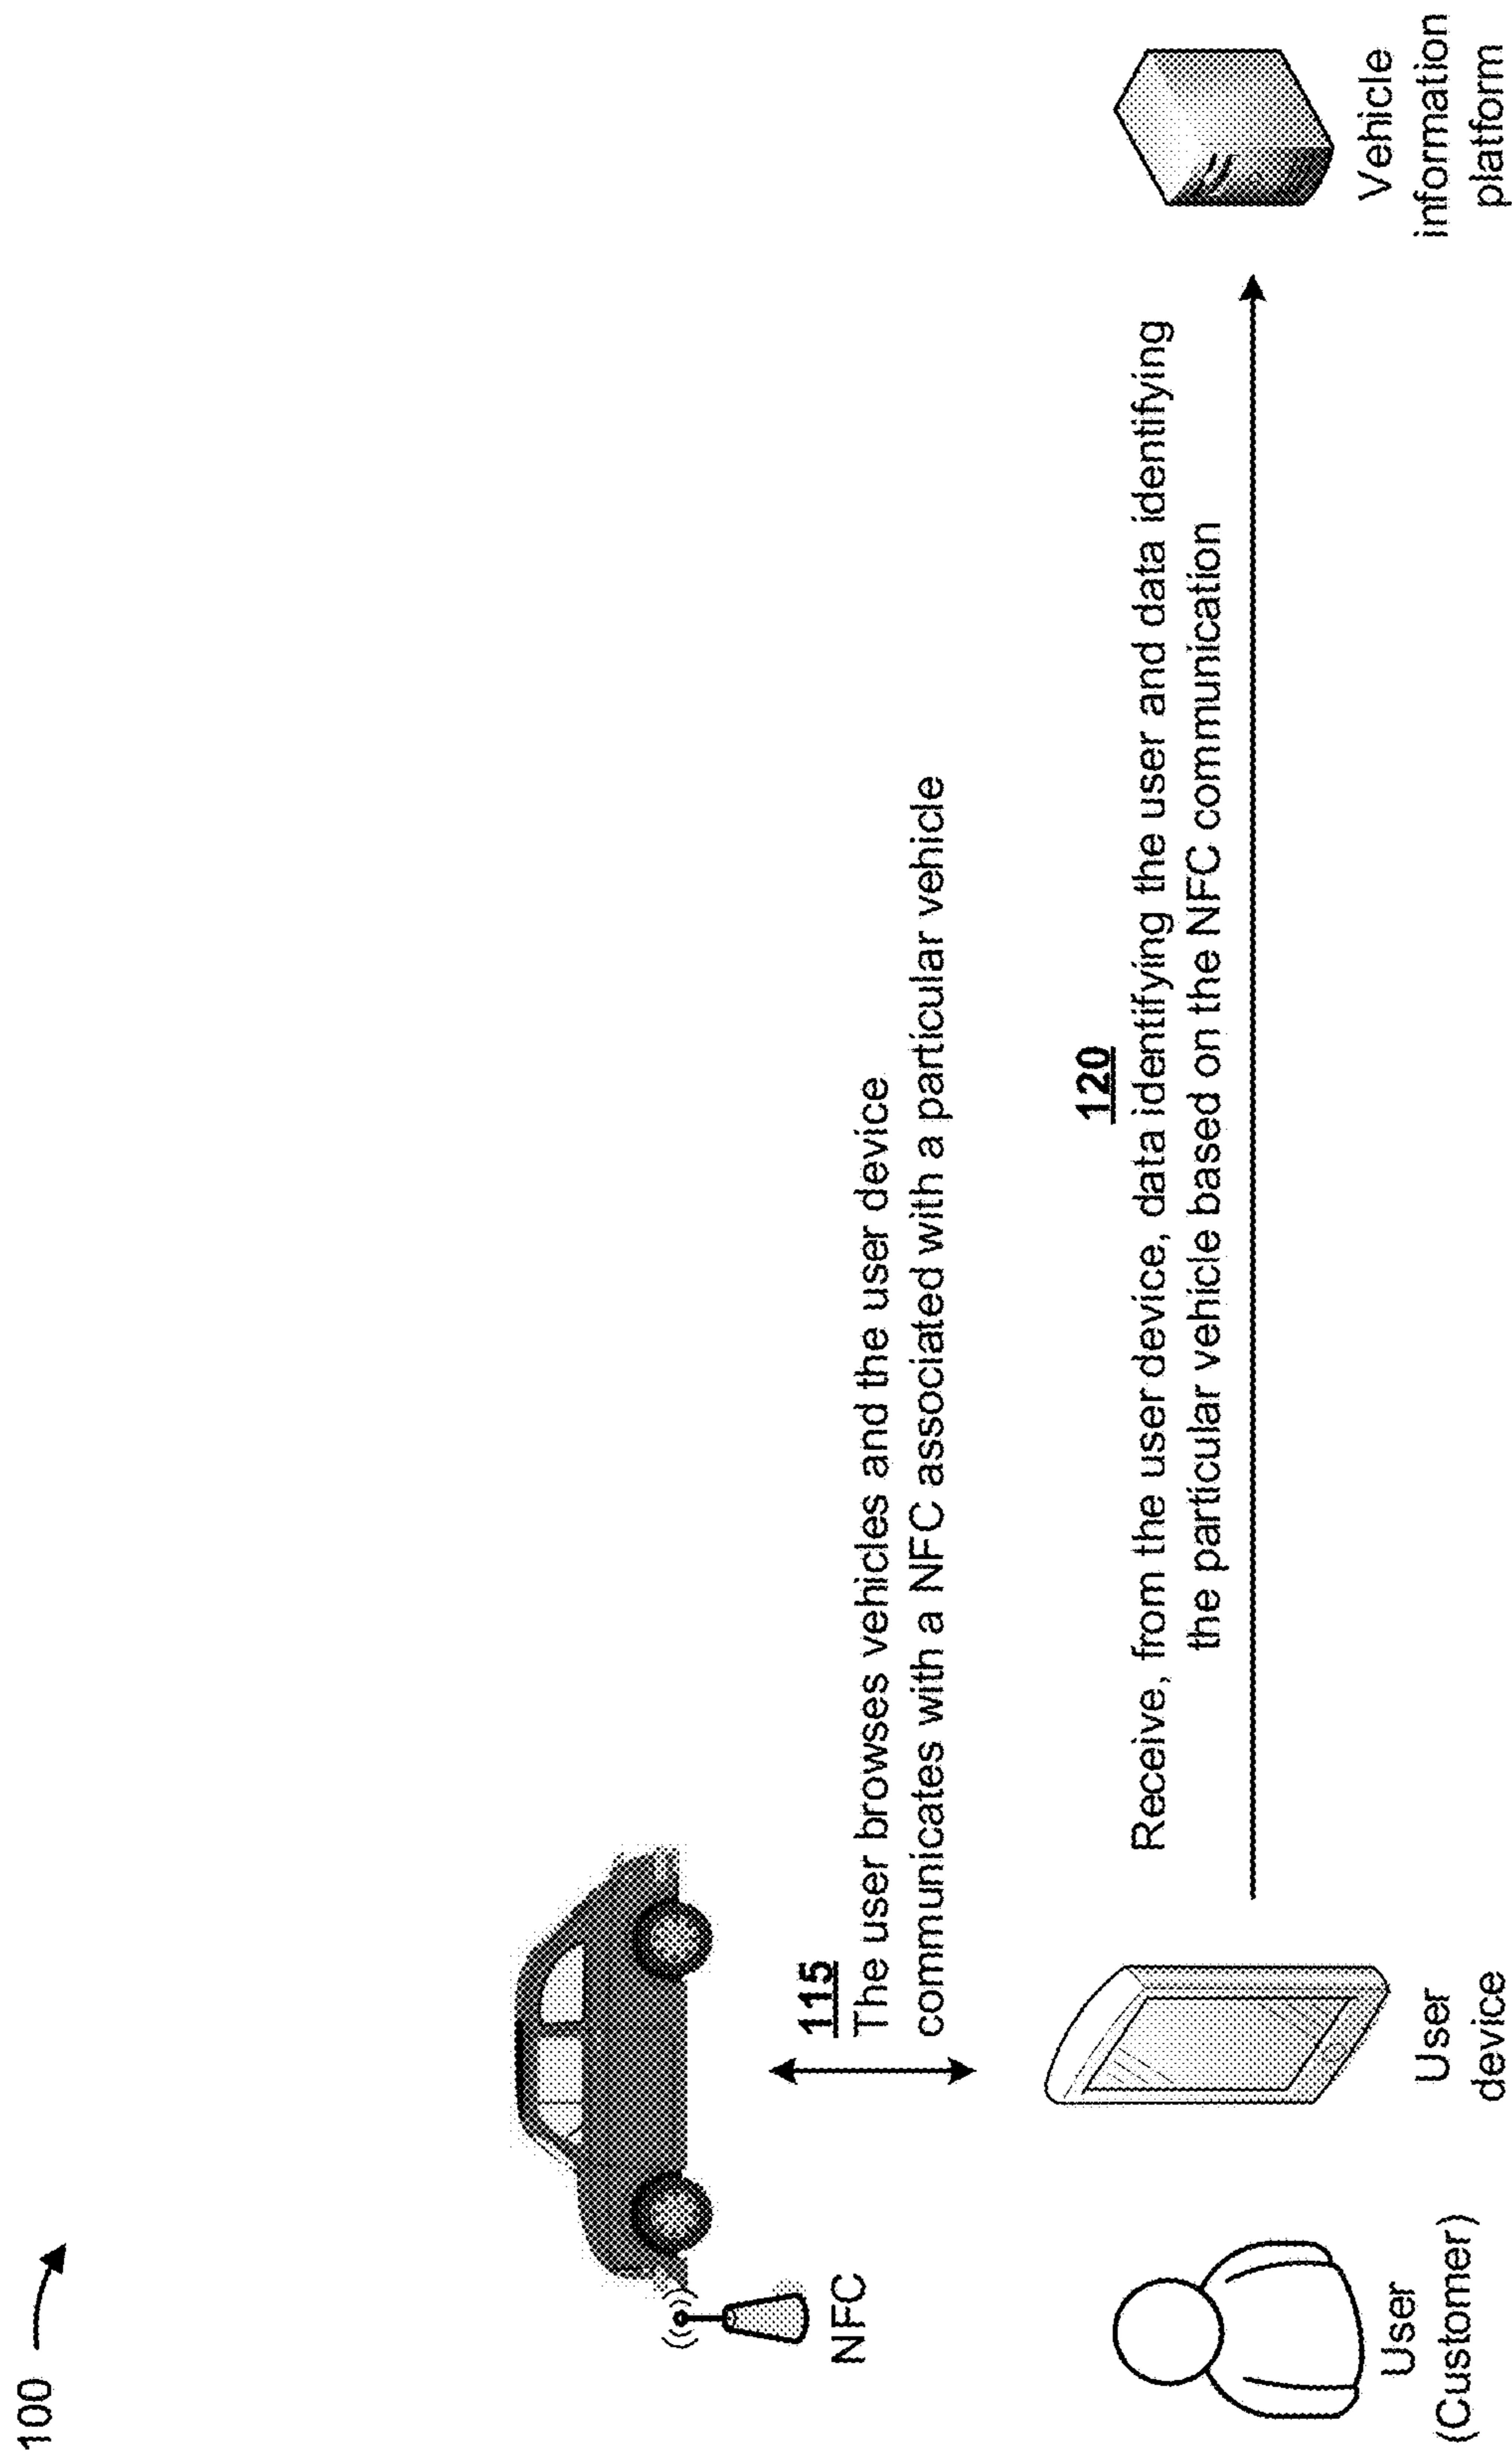 100
NFC
115
The user browses vehicles and the user device
communicates with a NFC associated with a particular vehicle
120
Receive, from the user device, data identifying the user and data identifying
the particular vehicle based on the NFC communication
User
(Customer)
User
device
Vehicle
information
platform